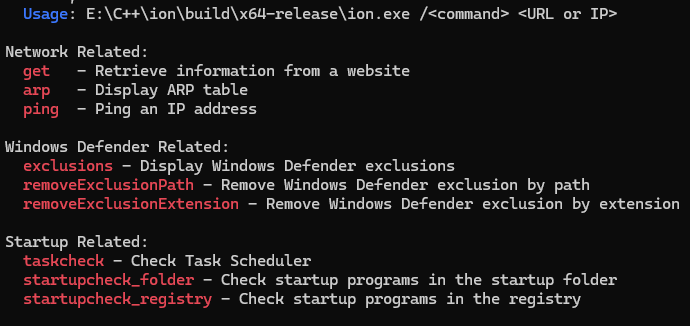 Usage: E:\C++\ion\build\x64-release\ion.exe /<command> <URL or IP>
Network Related:
get – Retrieve information from a website
arp – Display ARP table
ping – Ping an IP address
Windows Defender Related:
exclusions – Display Windows Defender exclusions
removeExclusionPath – Remove Windows Defender exclusion by path
removeExclusionExtension – Remove Windows Defender exclusion by extension
Startup Related:
taskcheck – Check Task Scheduler
startupcheck_folder – Check startup programs in the startup folder
startupcheck_registry – Check startup programs in the registry